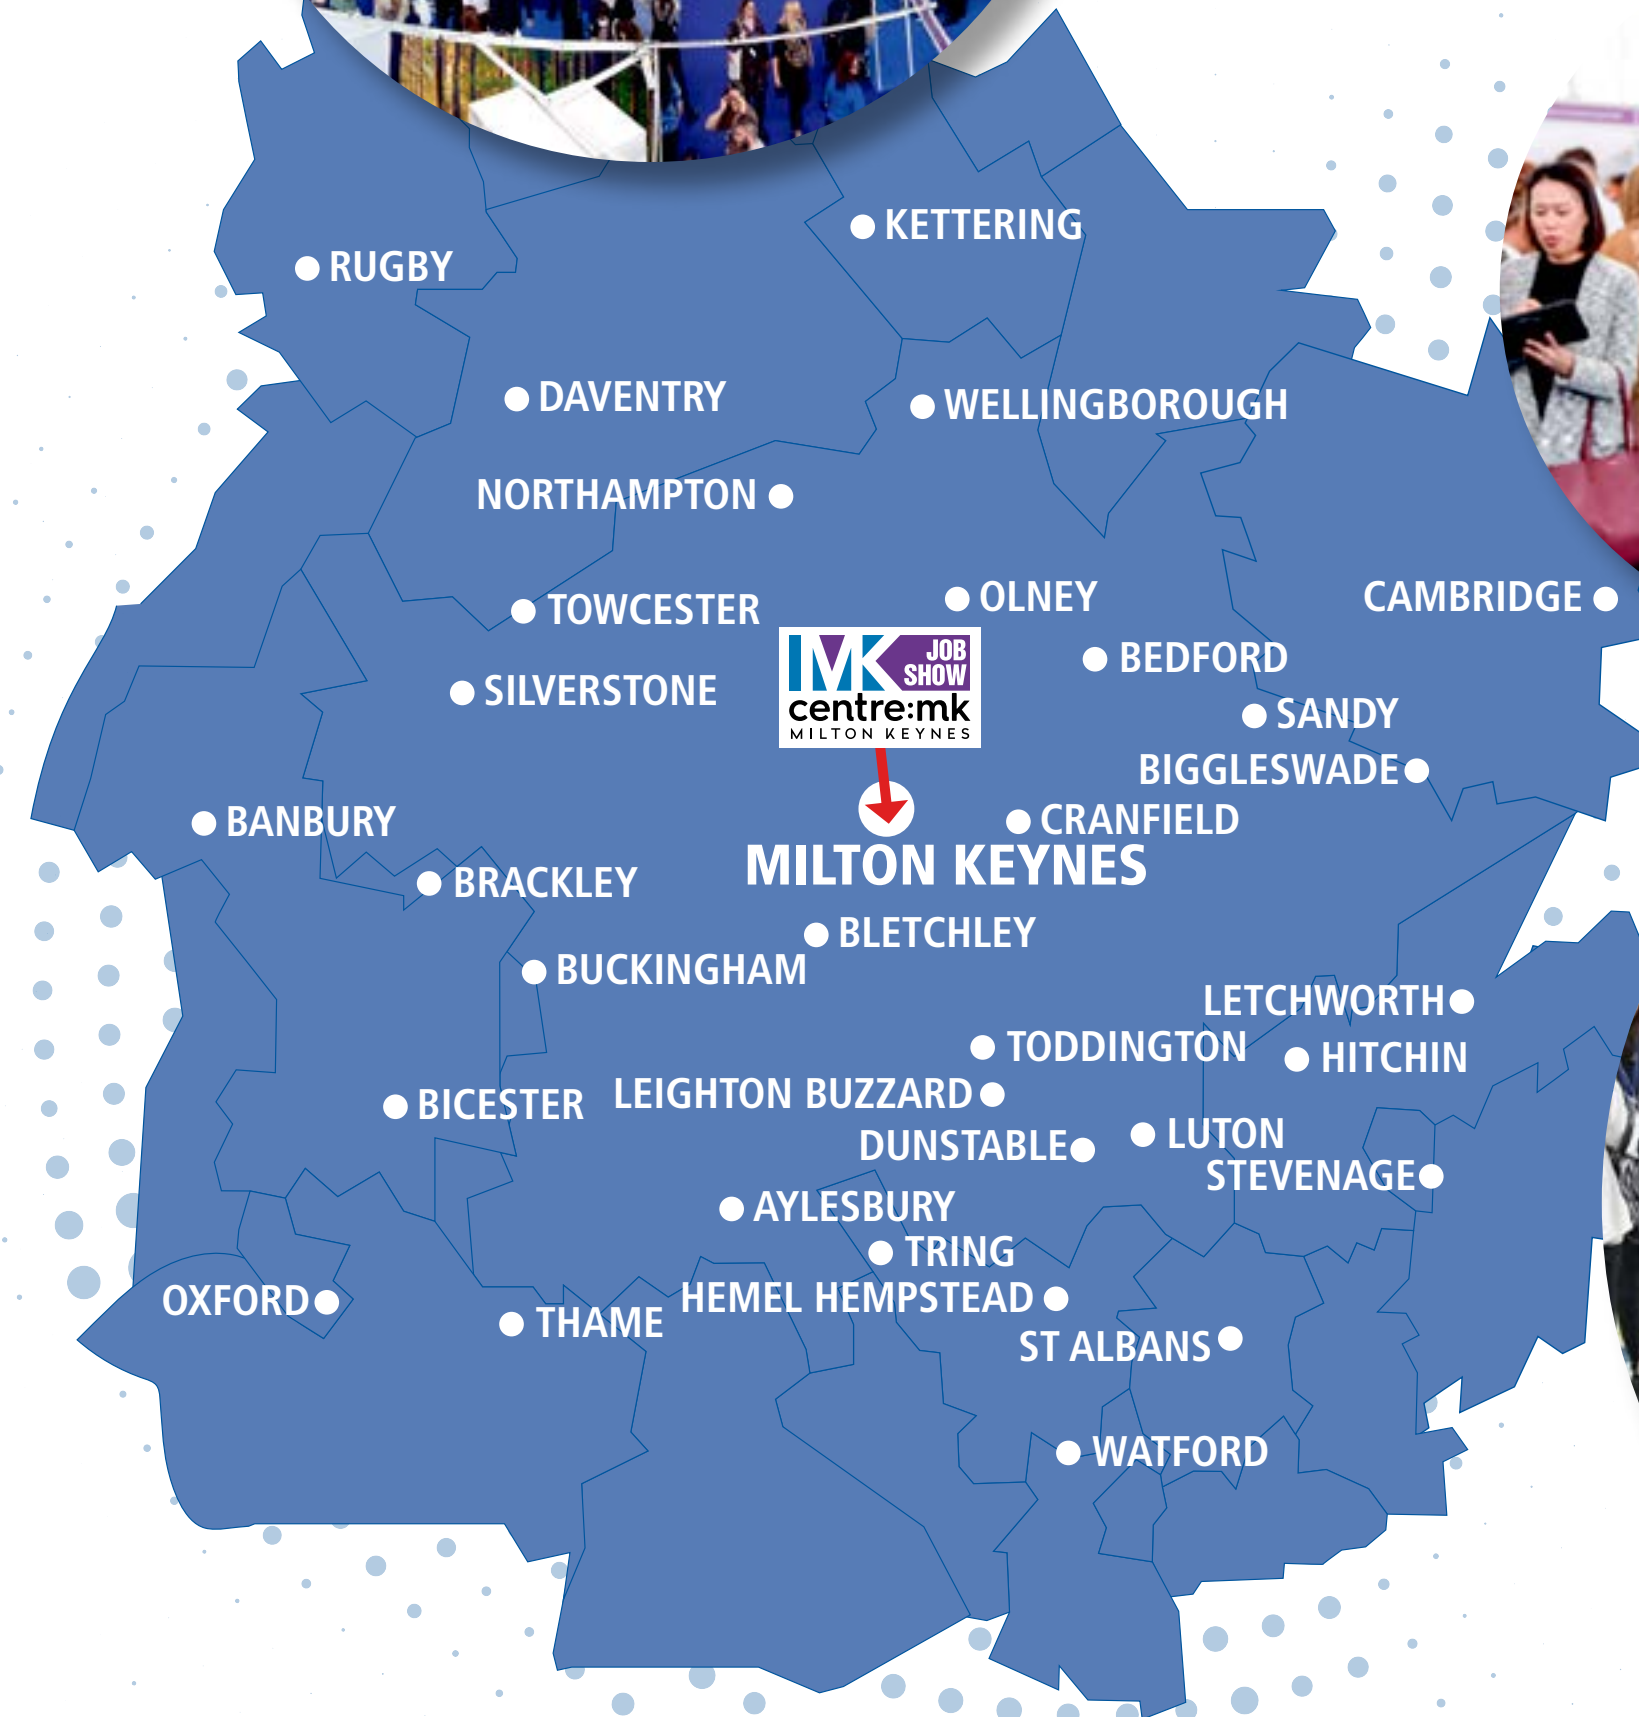 KETTERING
RUGBY
DAVENTRY
WELLINGBOROUGH
NORTHAMPTON
OLNEY
CAMBRIDGE
TOWCESTER
MK JOB
SHOW
centre:mk
MILTON KEYNES
BEDFORD
SILVERSTONE
SANDY
BIGGLESWADE
BANBURY
CRANFIELD
MILTON KEYNES
BRACKLEY
BLETCHLEY
BUCKINGHAM
LETCHWORTH
TODDINGTON
HITCHIN
LEIGHTON BUZZARD
BICESTER
LUTON
DUNSTABLE
STEVENAGE
AYLESBURY
TRING
HEMEL HEMPSTEAD
OXFORD
THAME
ST ALBANS
WATFORD